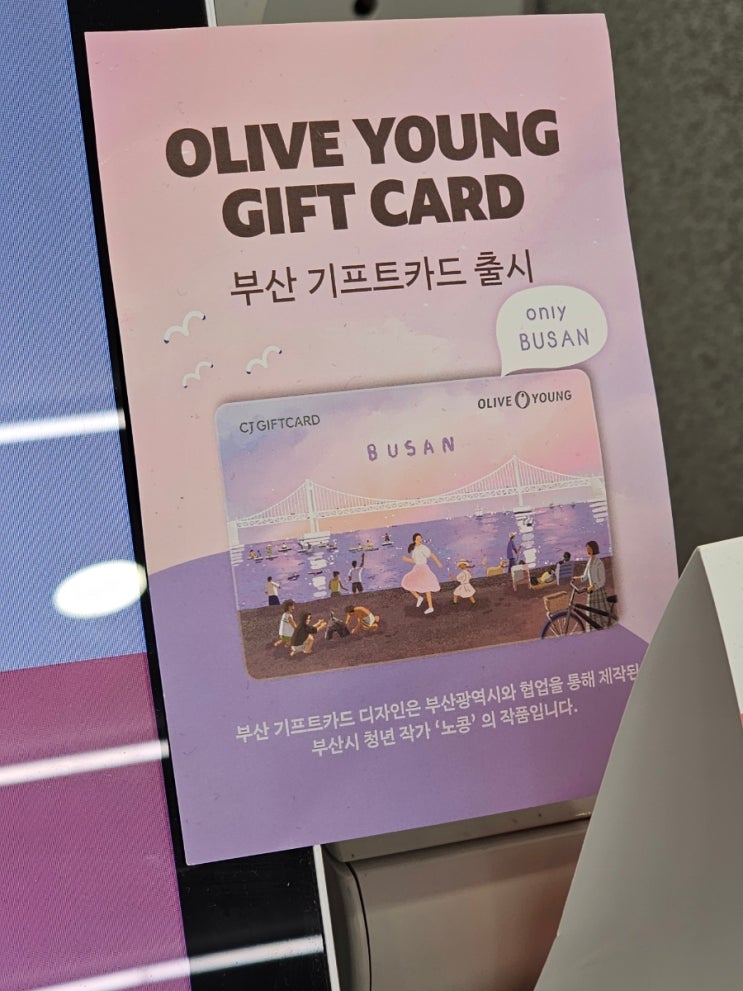 OLIVE YOUNG
GIFT CARD
부산 기프트카드 출시
only
BUSAN
CJ GIFTCARD
OLIVE YOUNG
BUSAN
부산 기프트카드 디자인은 부산광역시와 협업을 통해 제작된
부산시 청년 작가 ‘노콩’ 의 작품입니다.